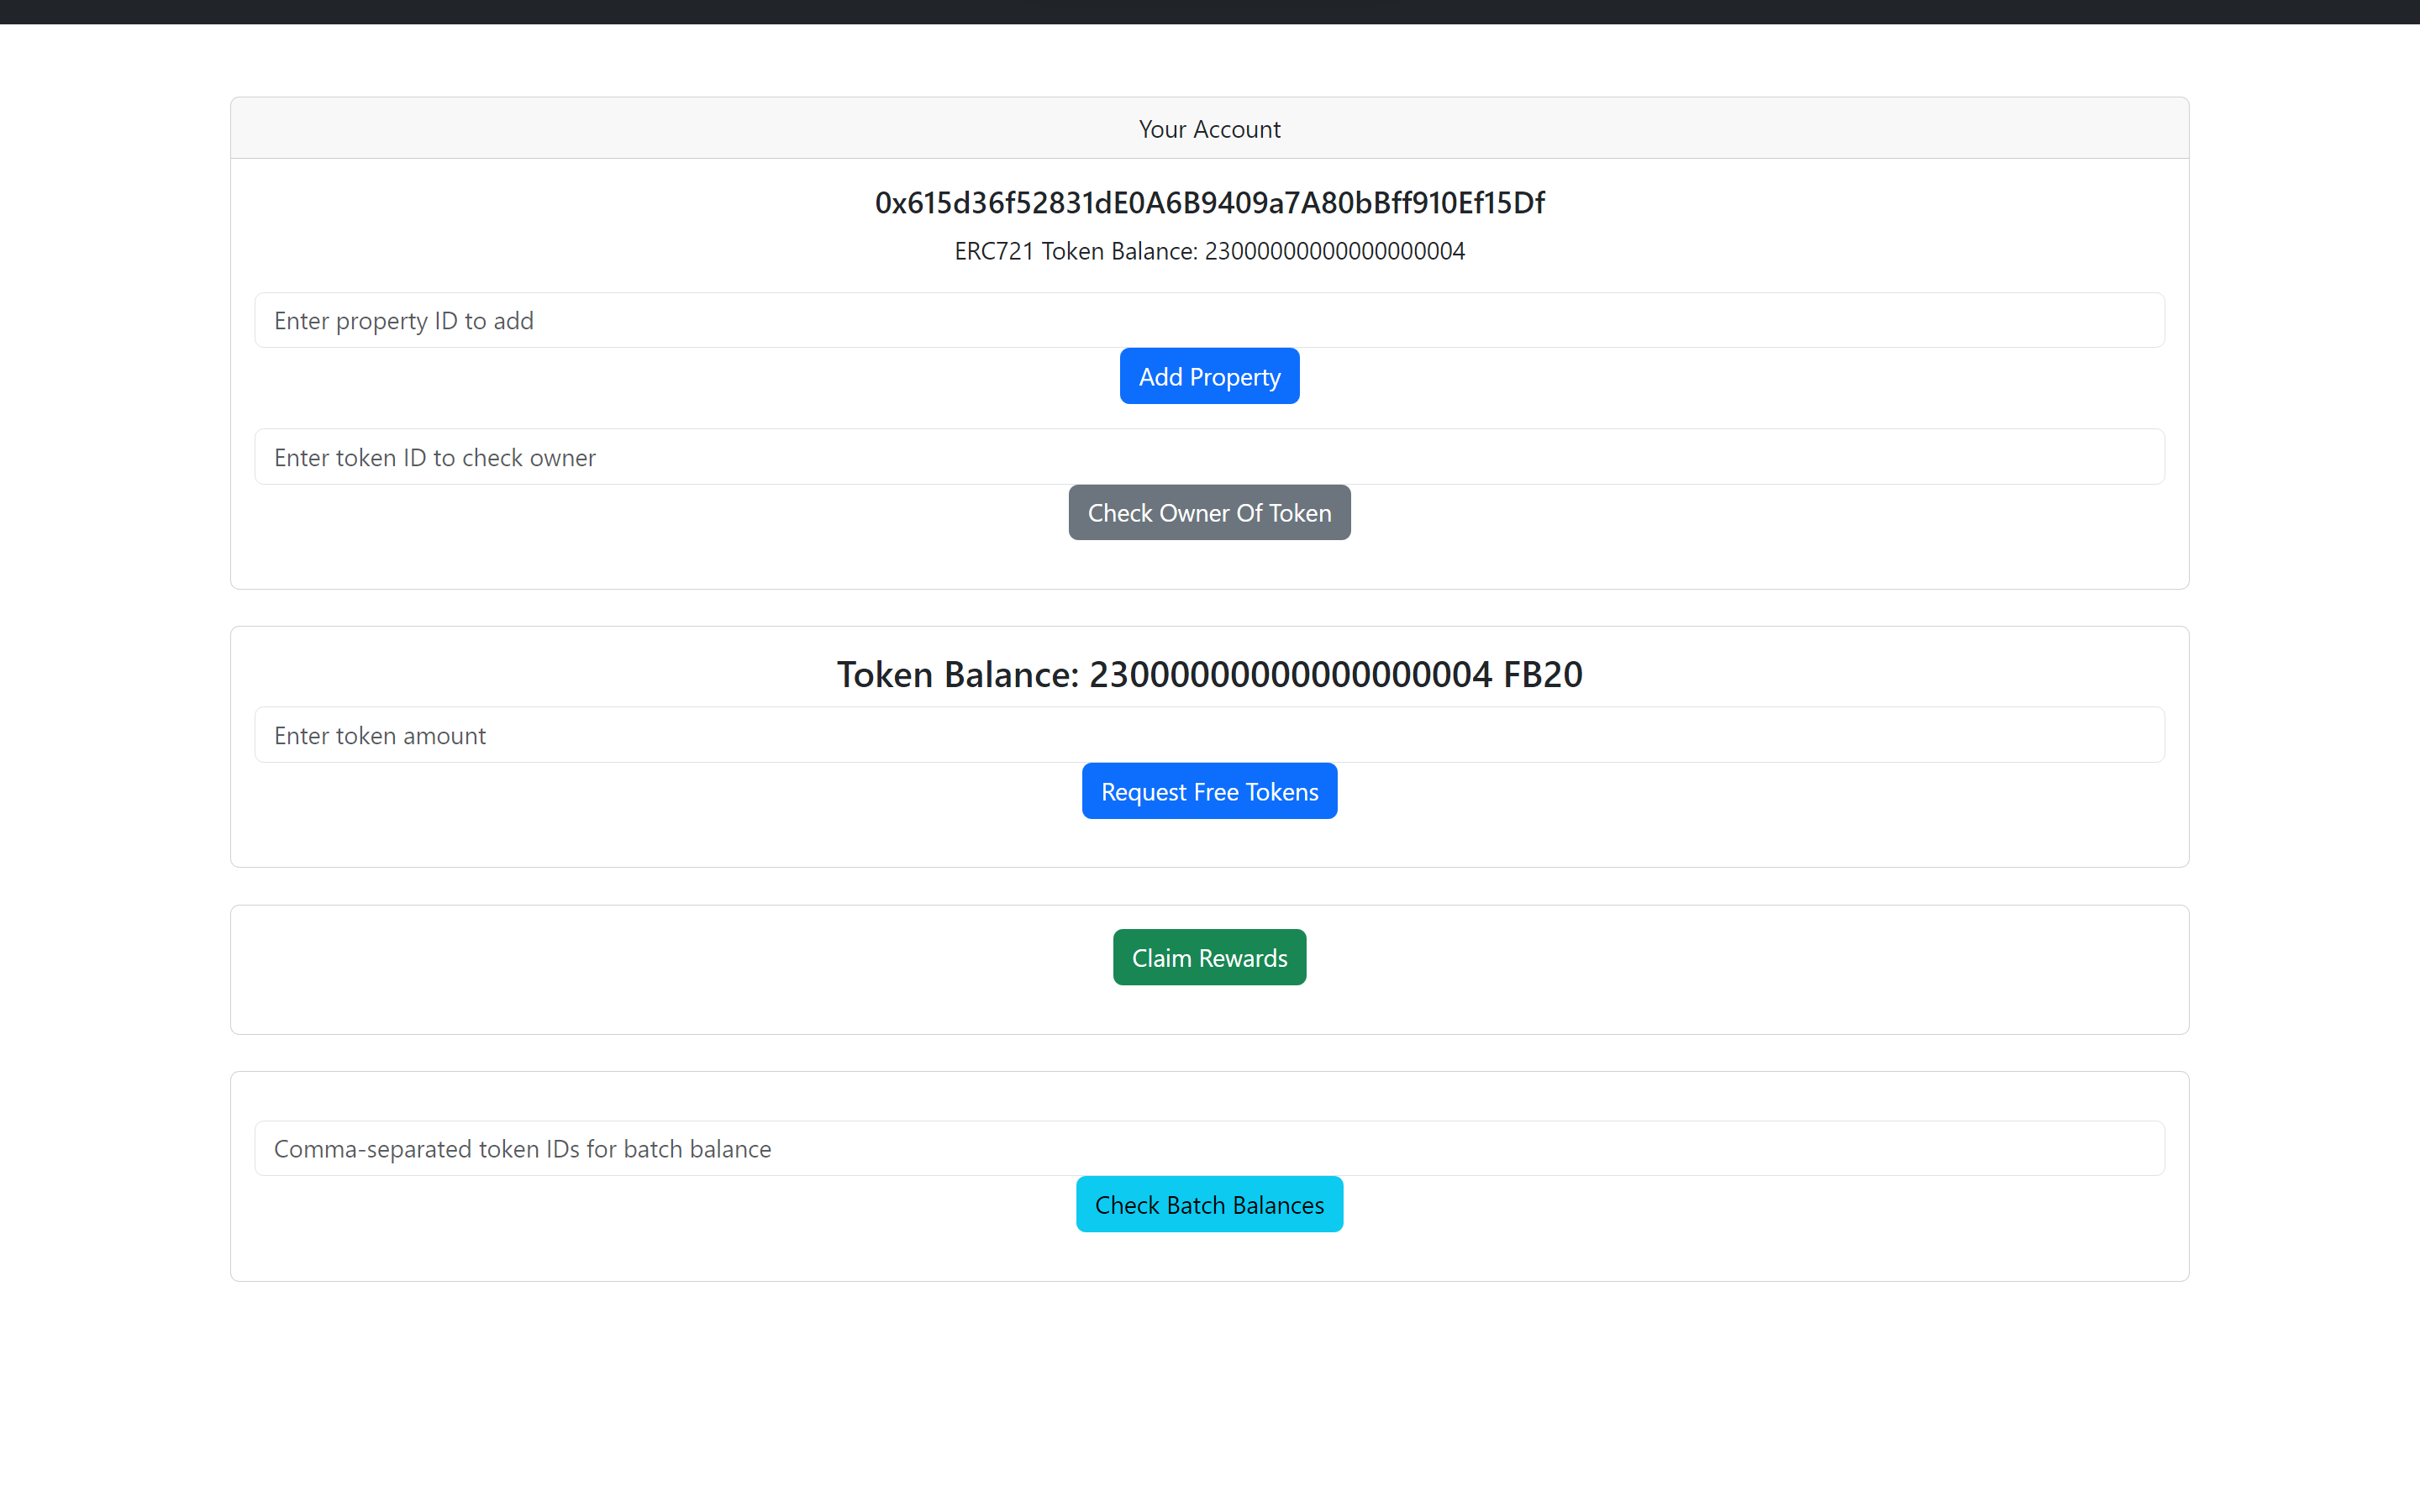 Your Account
0x615d36f52831dE0A6B9409a7A80bBff910Ef15Df
ERC721 Token Balance: 23000000000000000004
Enter property ID to add
Add Property
Enter token ID to check owner
Check Owner Of Token
Token Balance: 23000000000000000004 FB20
Enter token amount
Request Free Tokens
Claim Rewards
Comma-separated token IDs for batch balance
Check Batch Balances